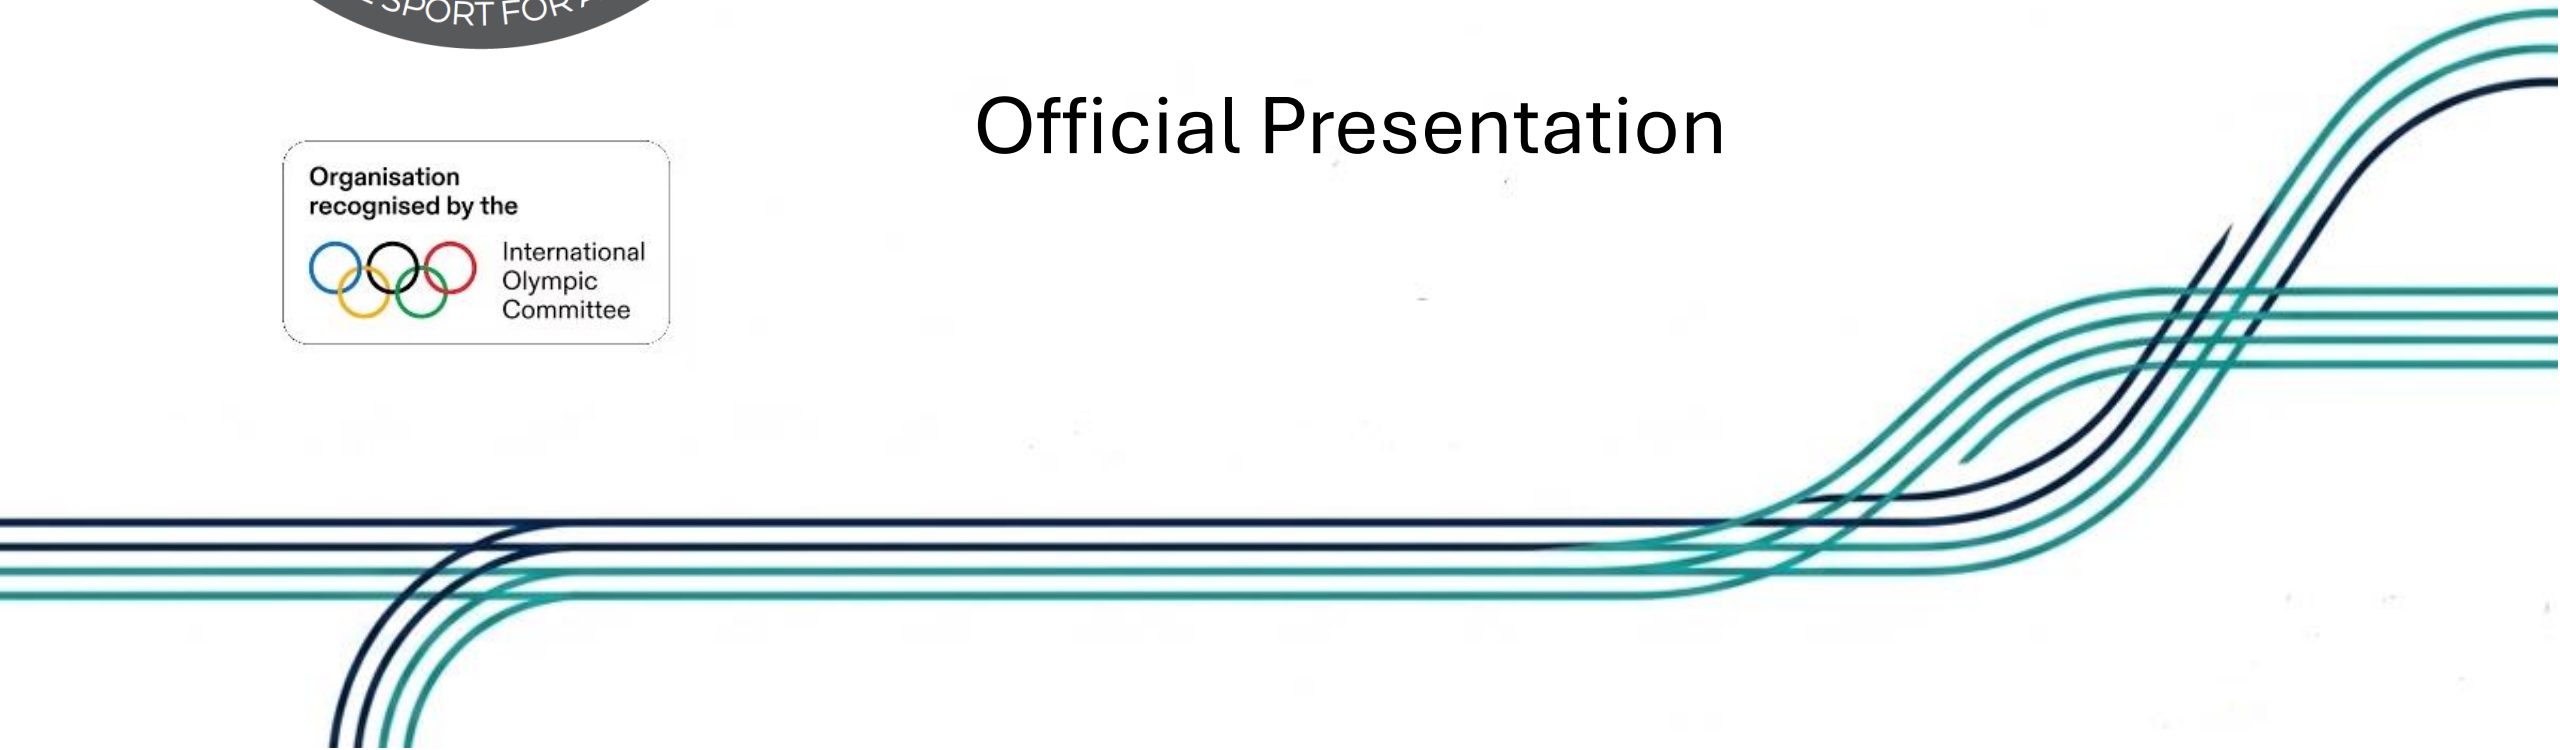 SPORT FOR
Official Presentation
Organisation
recognised by the
International
Olympic
Committee